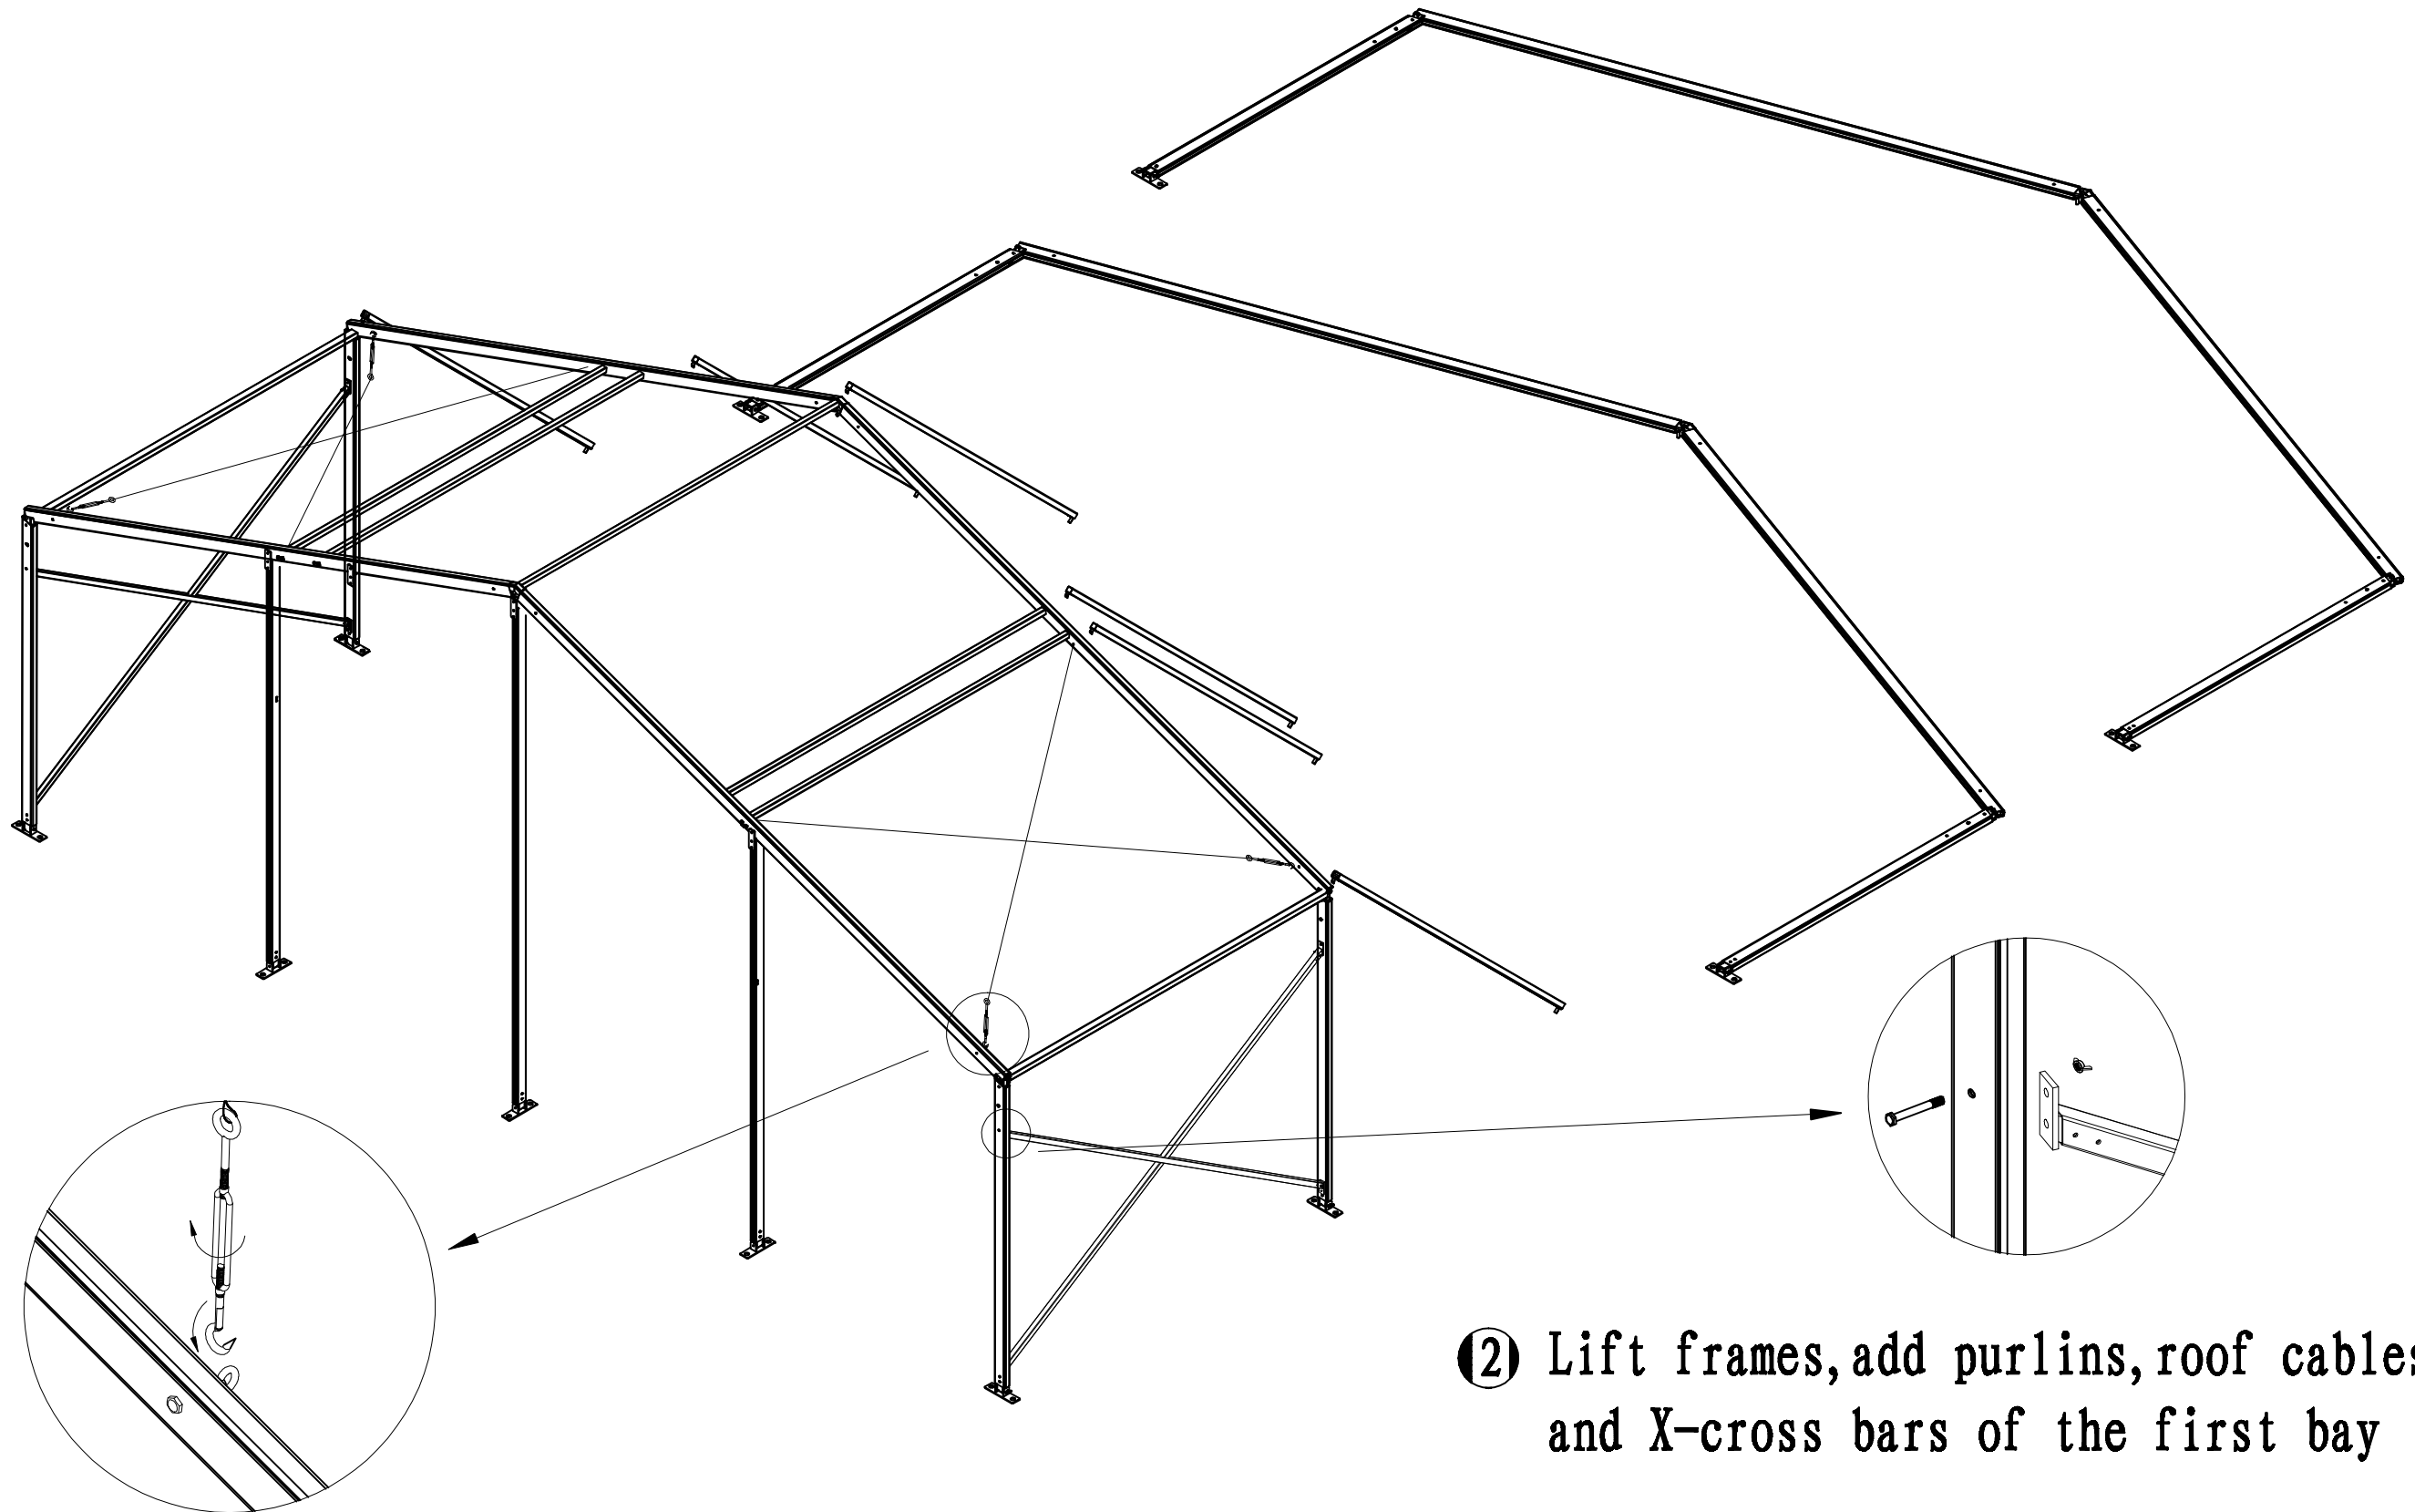 ② Lift frames,add purlins,roof cables
and X-cross bars of the first bay